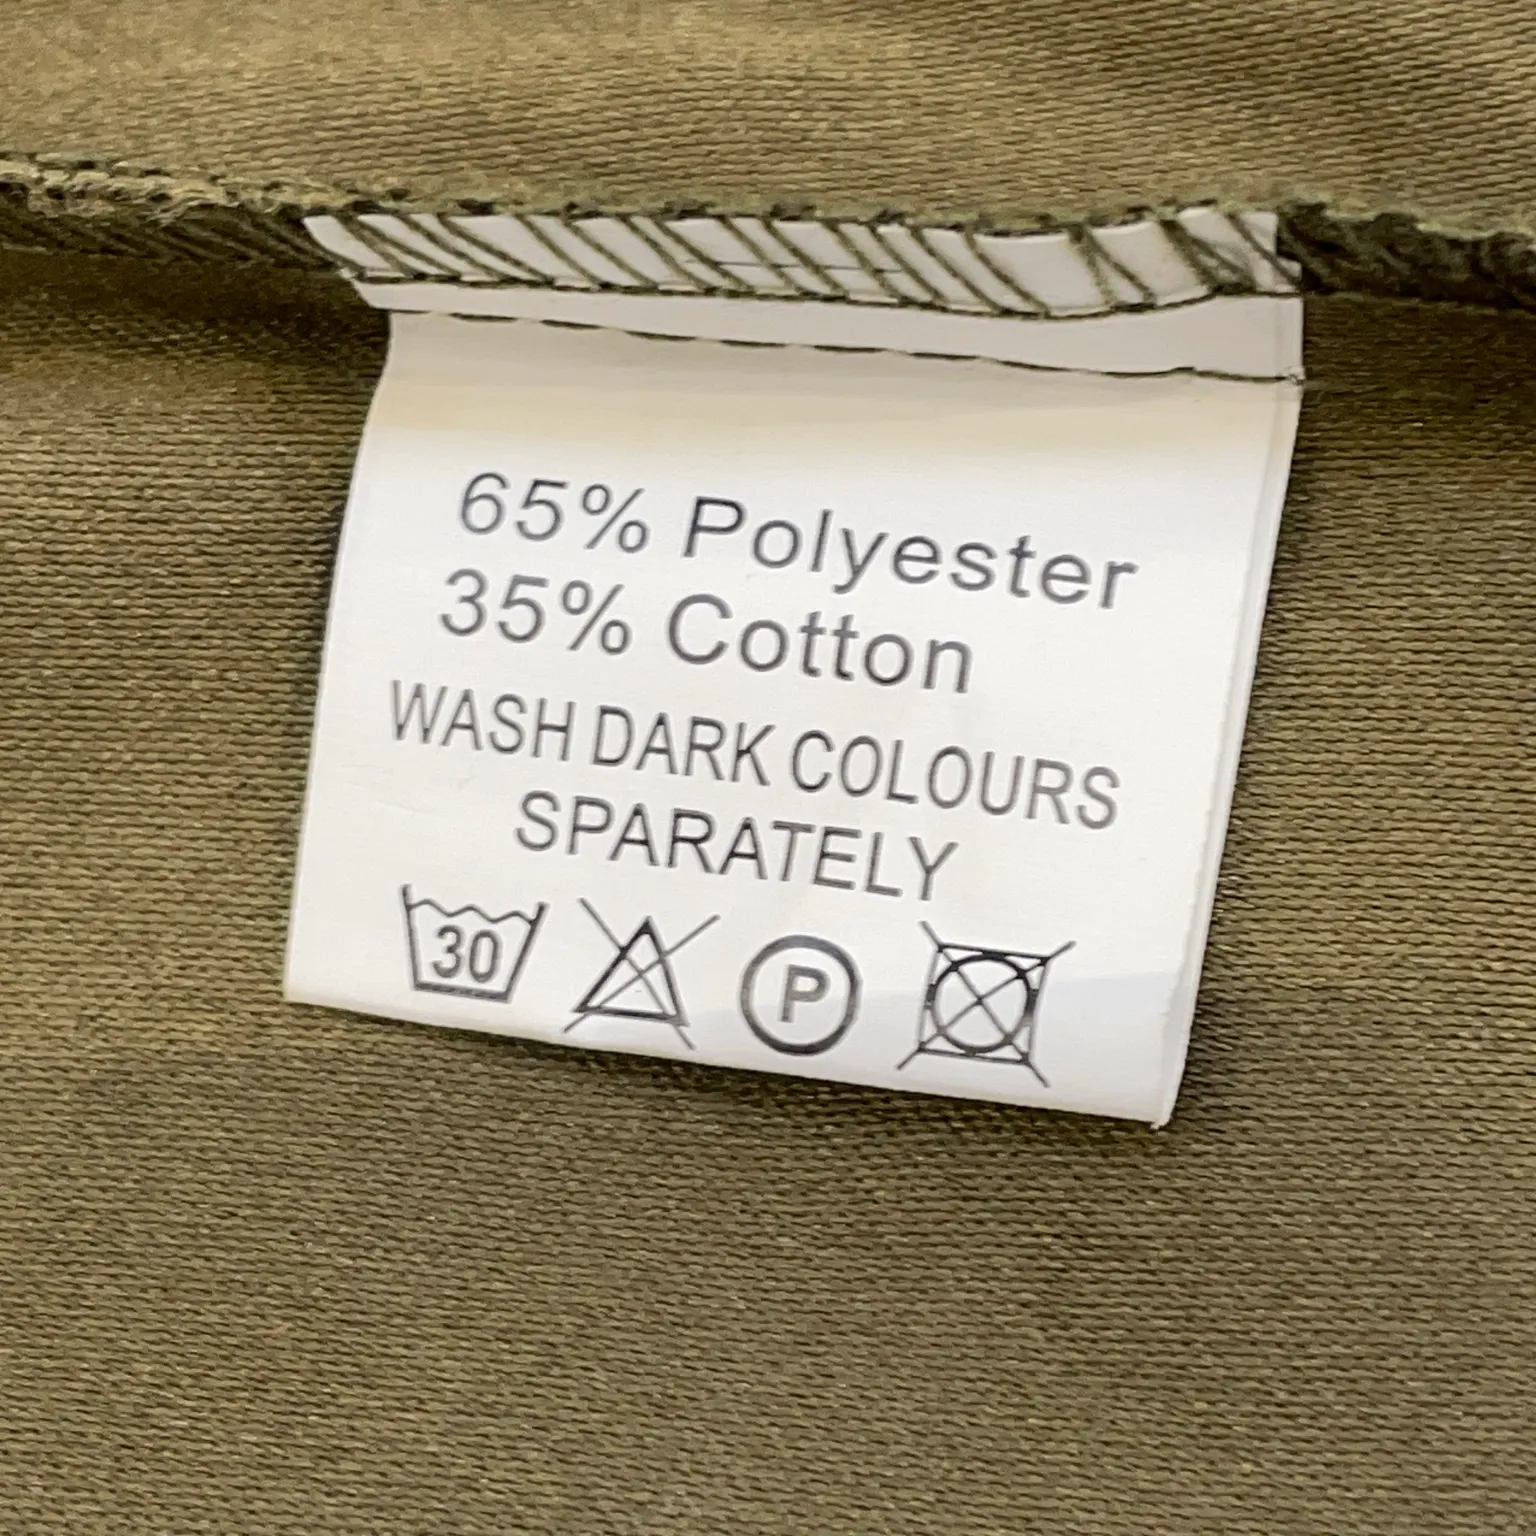 65% Polyester
35% Cotton
WASH DARK COLOURS
SPARATELY
30 P